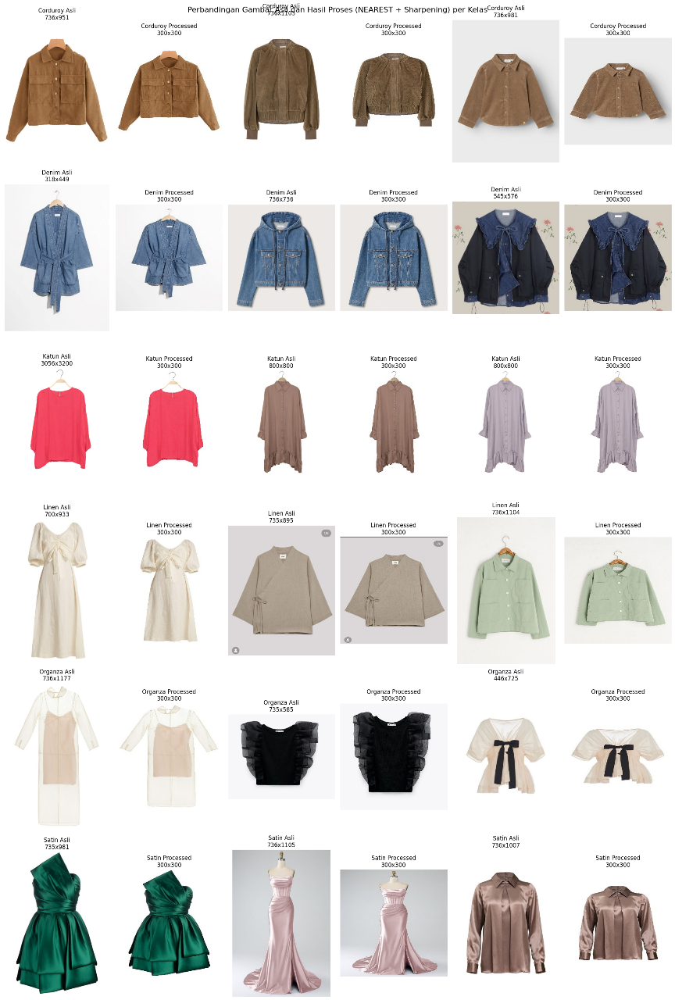 Perbandingan Gambar Asli dan Hasil Proses (NEAREST + Sharpening) per Kelas
Corduroy Asli
736x951
Corduroy Processed
300x300
Corduroy Asli
736x1103
Corduroy Processed
300x300
Corduroy Asli
736x981
Corduroy Processed
300x300
Denim Asli
318x449
Denim Processed
300x300
Denim Asli
736x736
Denim Processed
300x300
Denim Asli
545x576
Denim Processed
300x300
Katun Asli
3056x3200
Katun Processed
300x300
Katun Asli
800x800
Katun Processed
300x300
Katun Asli
800x800
Katun Processed
300x300
Linen Asli
700x933
Linen Processed
300x300
Linen Asli
735x895
Linen Processed
300x300
Linen Asli
736x1104
Linen Processed
300x300
Organza Asli
736x1177
Organza Processed
300x300
Organza Asli
735x585
Organza Processed
300x300
Organza Asli
446x725
Organza Processed
300x300
Satin Asli
735x981
Satin Processed
300x300
Satin Asli
736x1105
Satin Processed
300x300
Satin Asli
736x1007
Satin Processed
300x300